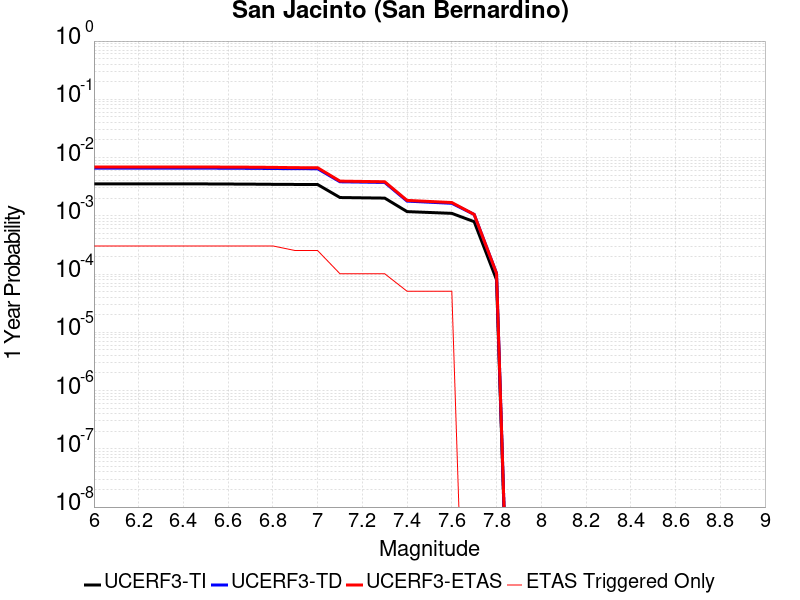 San Jacinto (San Bernardino)
10^0
10^-1
10^-2
10^-3
10^-4
10^-5
10^-6
10^-7
10^-8
1 Year Probability
6 6.2 6.4 6.6 6.8 7 7.2 7.4 7.6 7.8 8 8.2 8.4 8.6 8.8 9
Magnitude
UCERF3-TI UCERF3-TD UCERF3-ETAS ETAS Triggered Only